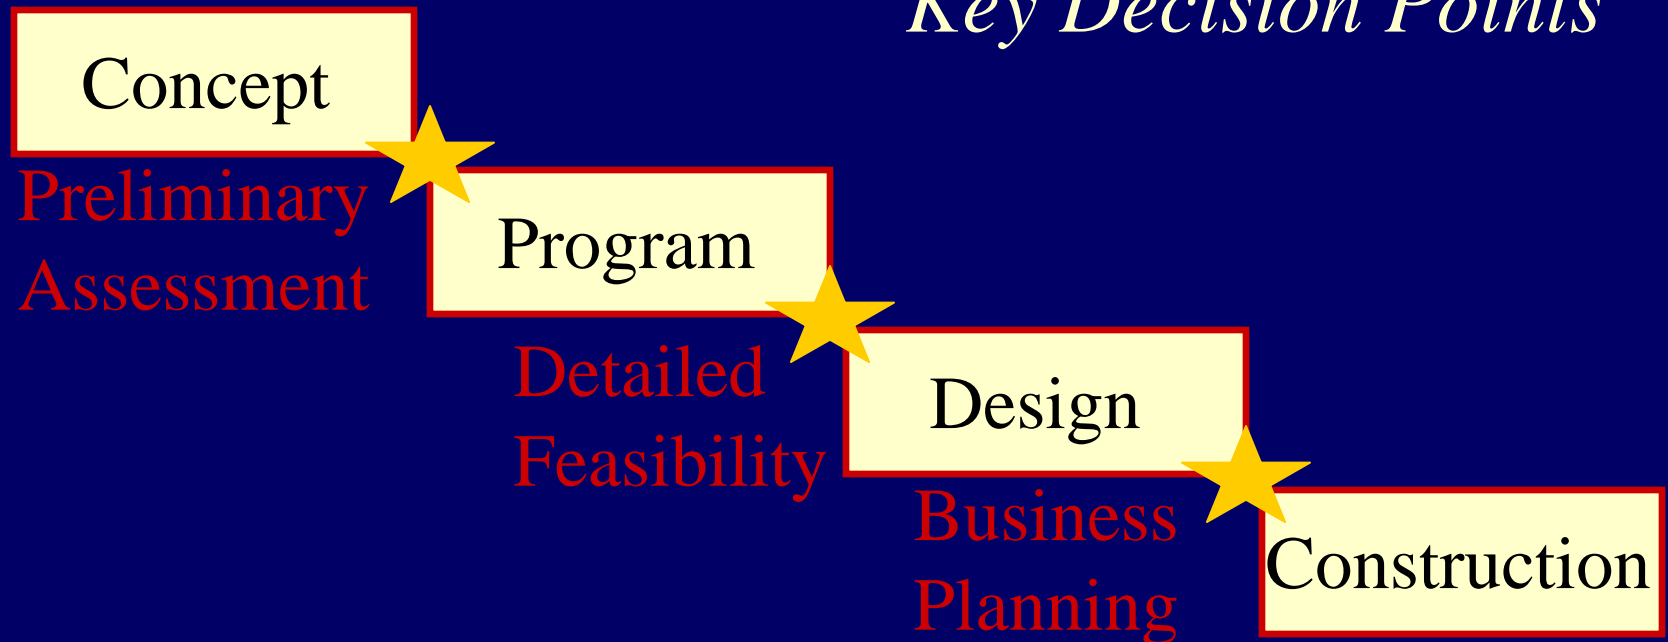 Key Decision Points
Concept
Preliminary
Assessment
Program
Detailed
Feasibility
Design
Business
Planning
Construction